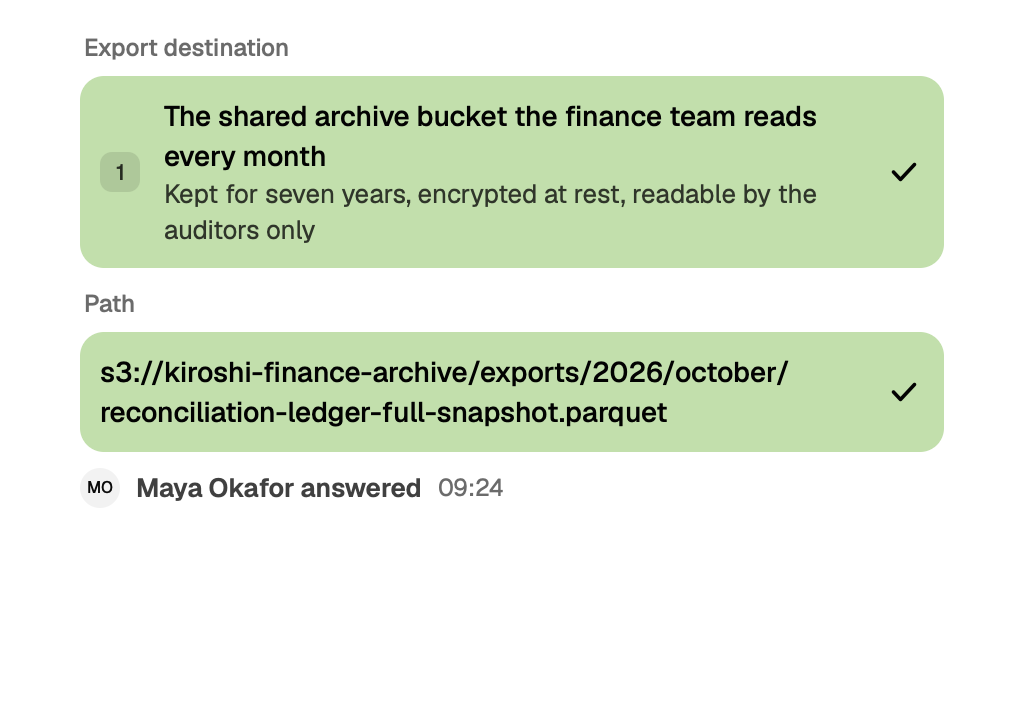 Export destination
1
The shared archive bucket the finance team reads
every month
Kept for seven years, encrypted at rest, readable by the
auditors only
Path
s3://kiroshi-finance-archive/exports/2026/october/
reconciliation-ledger-full-snapshot.parquet
MO Maya Okafor answered 09:24